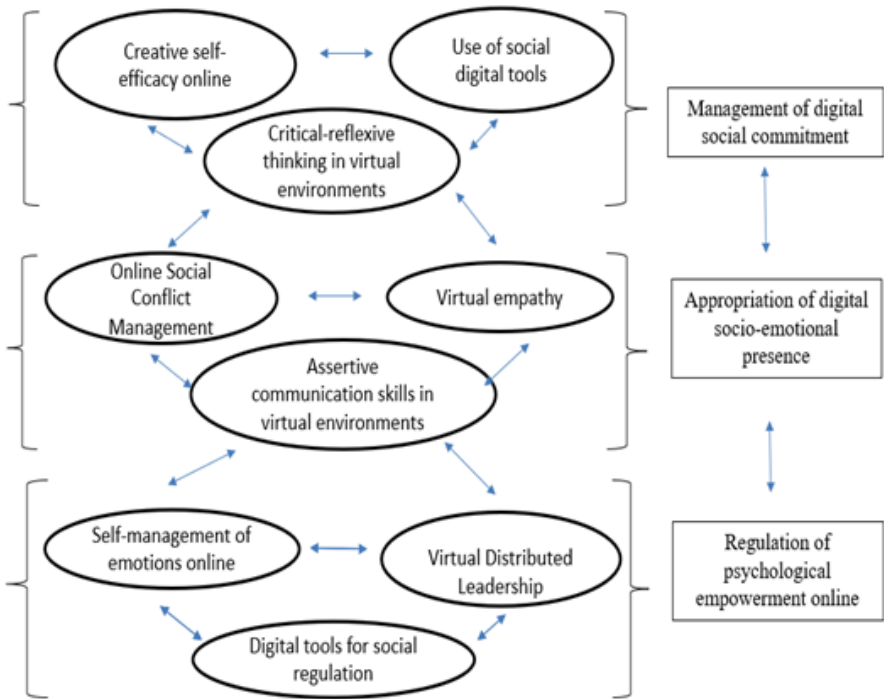 Creative self-
efficacy online
Use of social
digital tools
Critical-reflexive
thinking in virtual
environments
Management of digital
social commitment
Online Social
Conflict
Management
Virtual empathy
Assertive
communication skills in
virtual environments
Appropriation of digital
socio-emotional
presence
Self-management of
emotions online
Virtual Distributed
Leadership
Digital tools for social
regulation
Regulation of
psychological
empowerment online